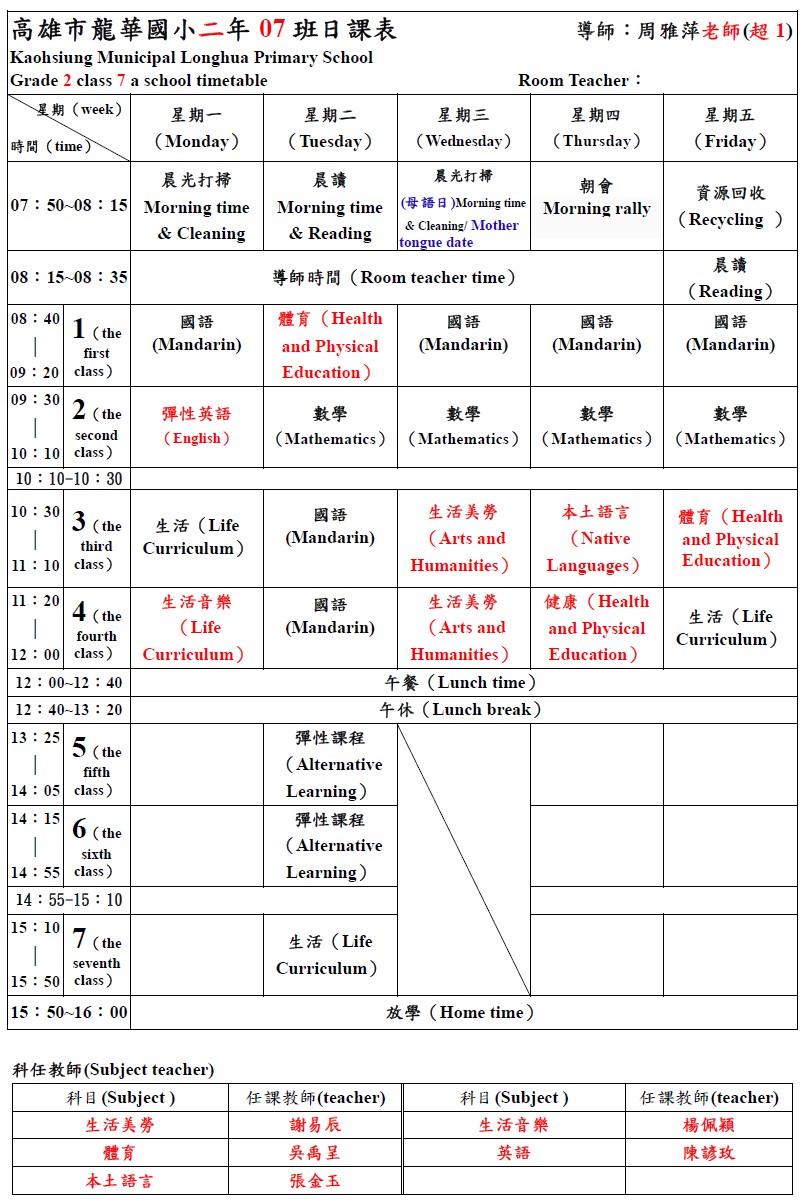 高雄市龍華國小二年 07 班日課表
導師：周雅萍老師(超 1)
Kaohsiung Municipal Longhua Primary School
Grade 2 class 7 a school timetable
Room Teacher：
星期（week）
時間（time）
星期一
（Monday）
星期二
（Tuesday）
星期三
（Wednesday）
星期四
（Thursday）
星期五
（Friday）
07：50~08：15
晨光打掃
Morning time
& Cleaning
晨讀
Morning time
& Reading
晨光打掃
(母語日)Morning time
& Cleaning/ Mother
tongue date
朝會
Morning rally
資源回收
（Recycling ）
08：15~08：35
導師時間（Room teacher time）
晨讀
（Reading）
08：40
｜
09：20
1（the
first
class）
國語
(Mandarin)
體育（Health
and Physical
Education）
國語
(Mandarin)
國語
(Mandarin)
國語
(Mandarin)
09：30
｜
10：10
2（the
second
class）
彈性英語
（English）
數學
（Mathematics）
數學
（Mathematics）
數學
（Mathematics）
數學
（Mathematics）
10：10-10：30
10：30
｜
11：10
3（the
third
class）
生活（Life
Curriculum）
國語
(Mandarin)
生活美勞
（Arts and
Humanities）
本土語言
（Native
Languages）
體育（Health
and Physical
Education）
11：20
｜
12：00
4（the
fourth
class）
生活音樂
（Life
Curriculum）
國語
(Mandarin)
生活美勞
（Arts and
Humanities）
健康（Health
and Physical
Education）
生活（Life
Curriculum）
12：00~12：40
午餐（Lunch time）
12：40~13：20
午休（Lunch break）
13：25
｜
14：05
5（the
fifth
class）
彈性課程
（Alternative
Learning）
14：15
｜
14：55
6（the
sixth
class）
彈性課程
（Alternative
Learning）
14：55-15：10
15：10
｜
15：50
7（the
seventh
class）
生活（Life
Curriculum）
15：50~16：00
放學（Home time）
科任教師(Subject teacher)
科目(Subject )
任課教師(teacher)
科目(Subject )
任課教師(teacher)
生活美勞
謝易辰
生活音樂
楊佩穎
體育
吳禹呈
英語
陳諺玫
本土語言
張金玉